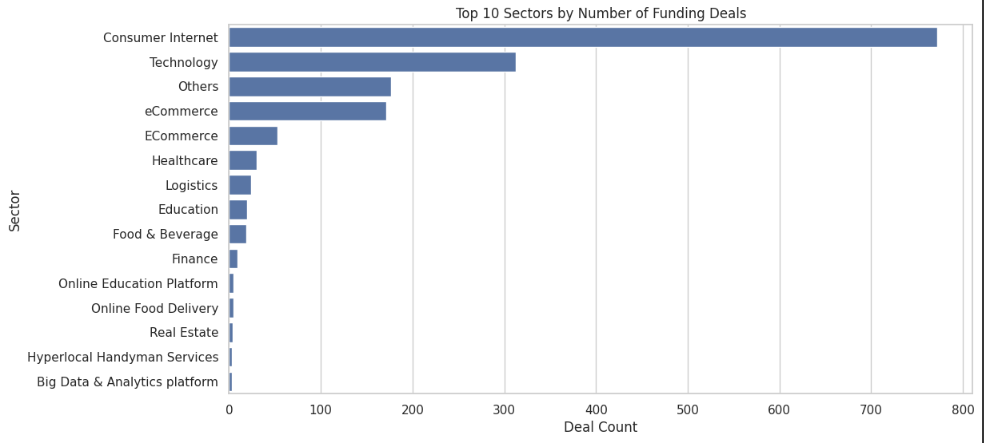 Top 10 Sectors by Number of Funding Deals
Sector
Consumer Internet
Technology
Others
eCommerce
ECommerce
Healthcare
Logistics
Education
Food & Beverage
Finance
Online Education Platform
Online Food Delivery
Real Estate
Hyperlocal Handyman Services
Big Data & Analytics platform
0 100 200 300 400 500 600 700 800
Deal Count